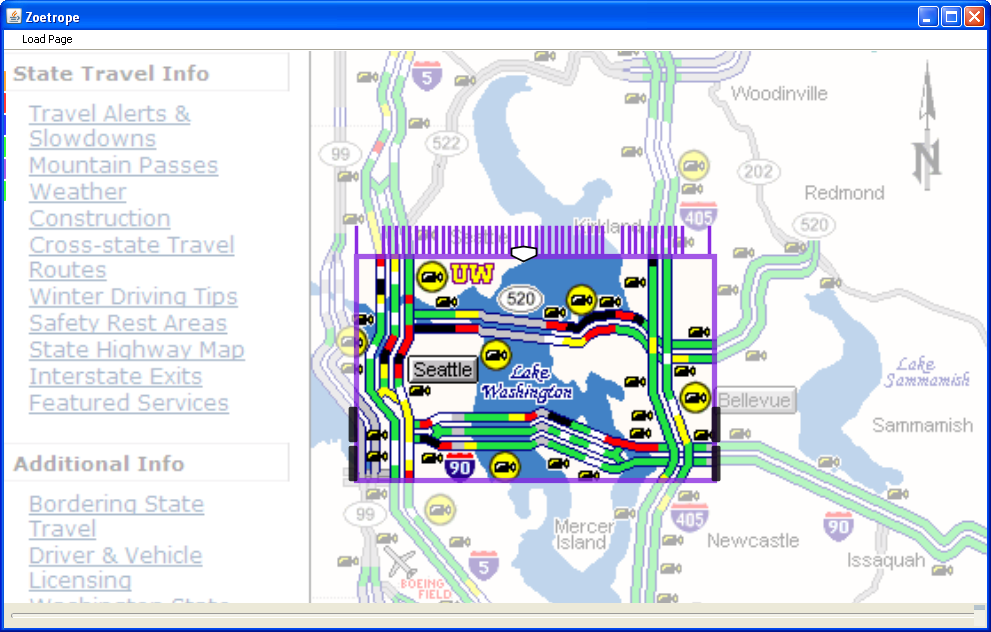 Zoetrope
Load Page
State Travel Info
Travel Alerts &
Slowdowns
Mountain Passes
Weather
Construction
Cross-state Travel
Routes
Winter Driving Tips
Safety Rest Areas
State Highway Map
Interstate Exits
Featured Services
Additional Info
Bordering State
Travel
Driver & Vehicle
Licensing
Washington State
5
Woodinville
522
99
N
202
Redmond
405
Kirkland
520
Seattle
UW
520
Seattle
Lake
Washington
Lake
Sammamish
Bellevue
Sammamish
90
99
405
90
Mercer
Island
Newcastle
Issaquah
5
BOEING
FIELD